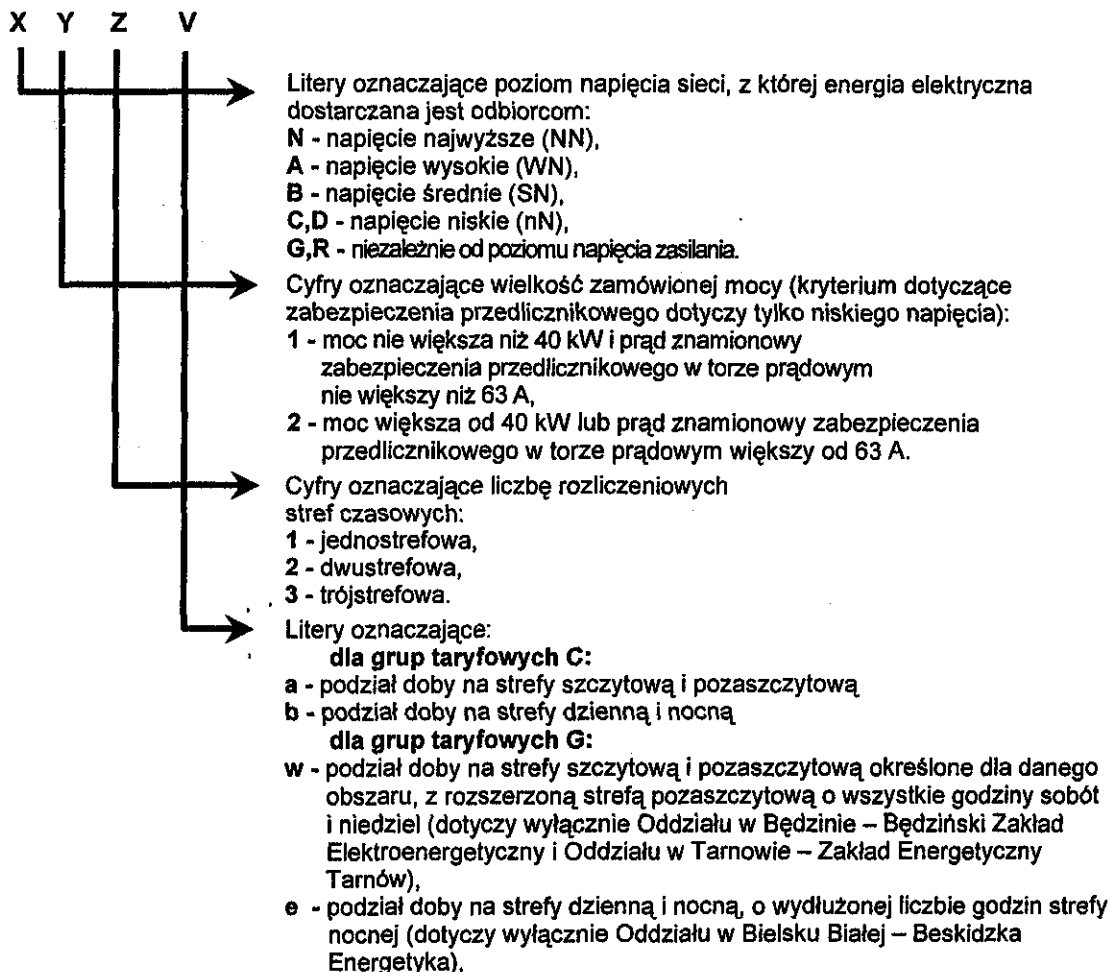 X Y Z V
Litery oznaczające poziom napięcia sieci, z której energia elektryczna
dostarczana jest odbiorcom:
N - napięcie najwyższe (NN),
A - napięcie wysokie (WN),
B - napięcie średnie (SN),
C,D - napięcie niskie (nN),
G,R - niezależnie od poziomu napięcia zasilania.
Cyfry oznaczające wielkość zamówionej mocy (kryterium dotyczące
zabezpieczenia przedlicznikowego dotyczy tylko niskiego napięcia):
1 - moc nie większa niż 40 kW i prąd znamionowy
zabezpieczenia przedlicznikowego w torze prądowym
nie większy niż 63 A,
2 - moc większa od 40 kW lub prąd znamionowy zabezpieczenia
przedlicznikowego w torze prądowym większy od 63 A.
Cyfry oznaczające liczbę rozliczeniowych
stref czasowych:
1 - jednostrefowa,
2 - dwustrefowa,
3 - trójstrefowa.
Litery oznaczające:
dla grup taryfowych C:
a - podział doby na strefy szczytową i pozaszczytową
b - podział doby na strefy dzienną i nocną
dla grup taryfowych G:
w - podział doby na strefy szczytową i pozaszczytową określone dla danego
obszaru, z rozszerzoną strefą pozaszczytową o wszystkie godziny sobót
i niedziel (dotyczy wyłącznie Oddziału w Będzinie – Będziński Zakład
Elektroenergetyczny i Oddziału w Tarnowie – Zakład Energetyczny
Tarnów),
e - podział doby na strefy dzienną i nocną, o wydłużonej liczbie godzin strefy
nocnej (dotyczy wyłącznie Oddziału w Bielsku Białej – Beskidzka
Energetyka),